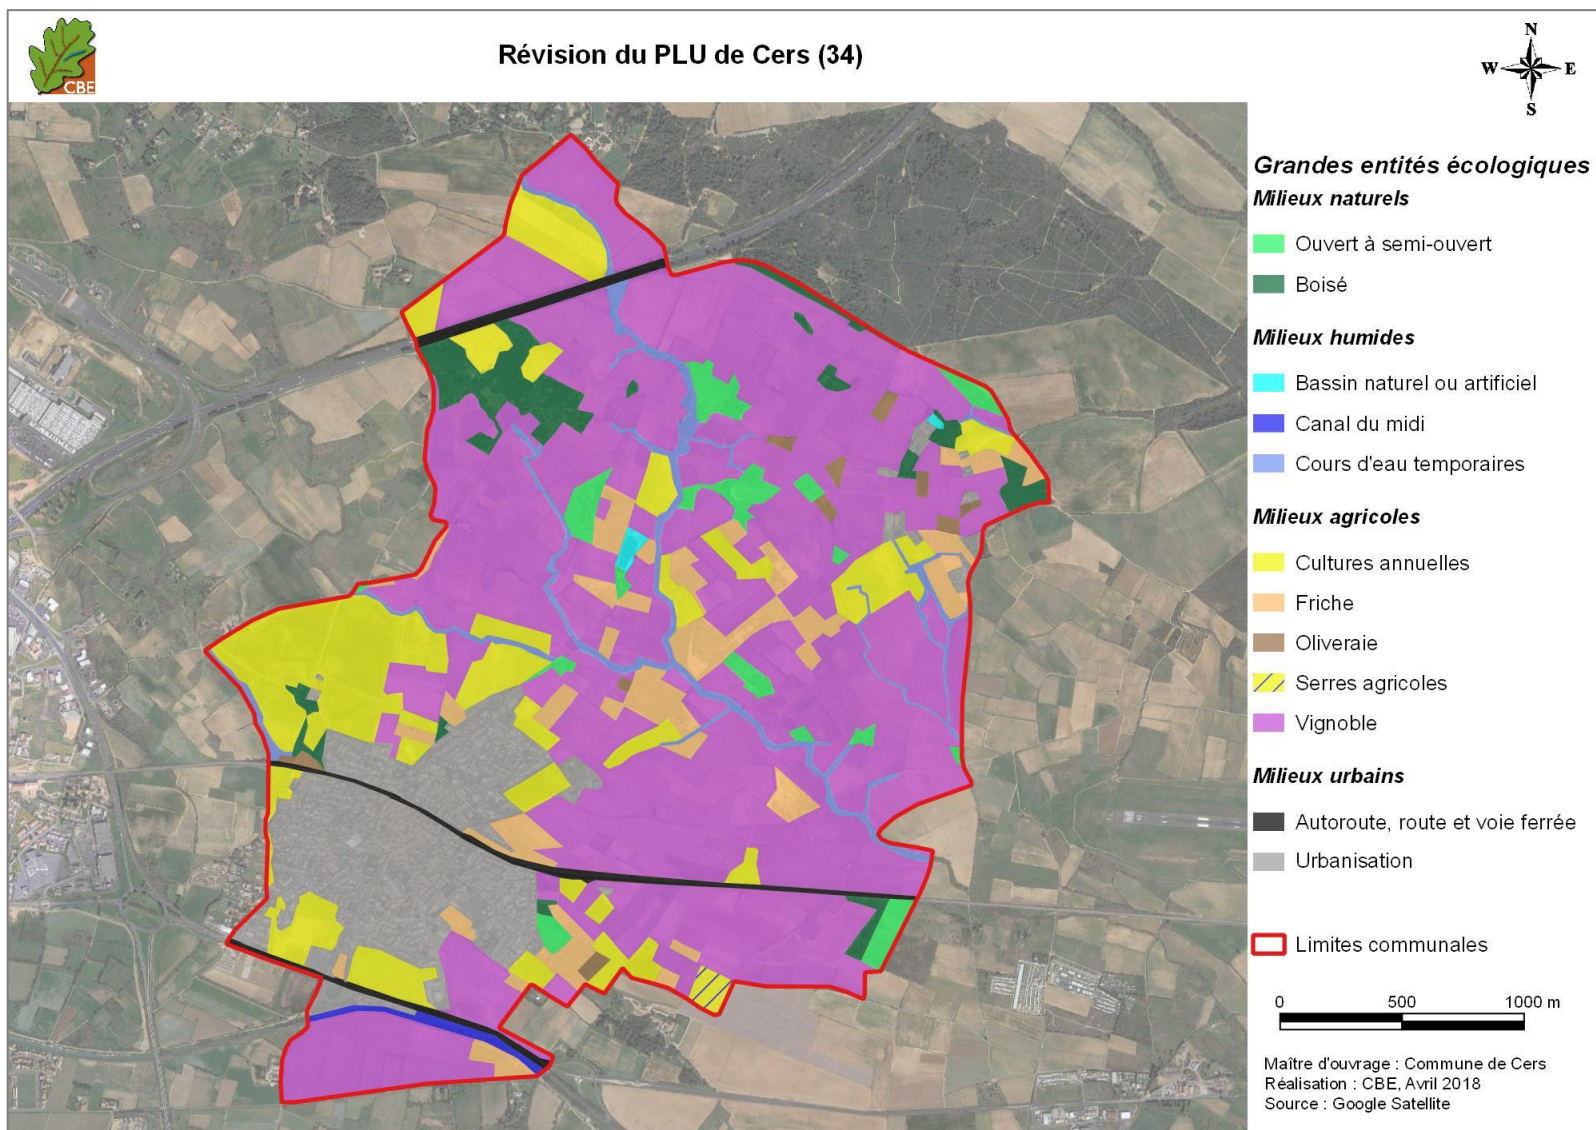 CBE
Révision du PLU de Cers (34)
N
W
E
S
Grandes entités écologiques
Milieux naturels
Ouvert à semi-ouvert
Boisé
Milieux humides
Bassin naturel ou artificiel
Canal du midi
Cours d'eau temporaires
Milieux agricoles
Cultures annuelles
Friche
Oliveraie
Serres agricoles
Vignoble
Milieux urbains
Autoroute, route et voie ferrée
Urbanisation
Limites communales
0 500 1000 m
Maître d'ouvrage : Commune de Cers
Réalisation : CBE, Avril 2018
Source : Google Satellite